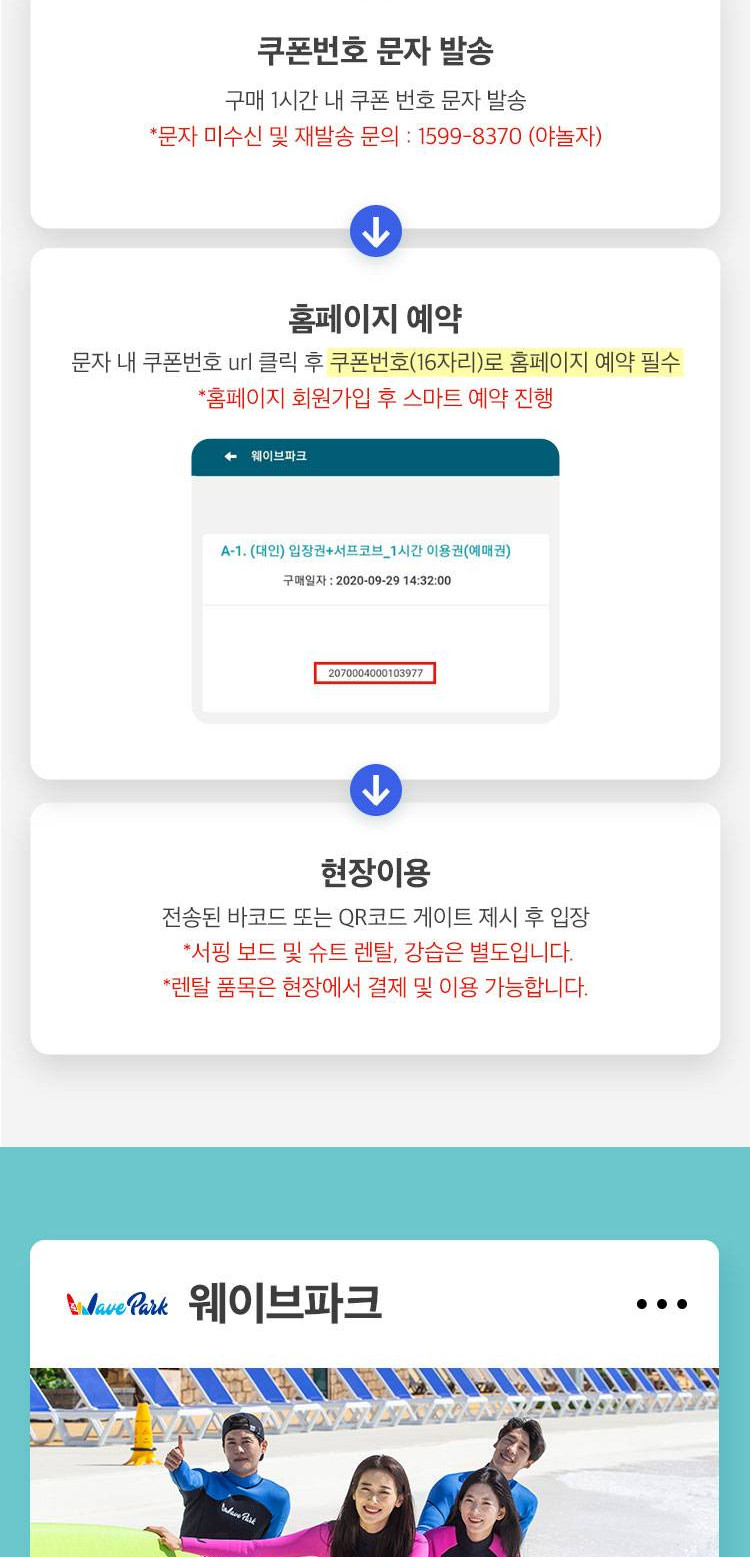 쿠폰번호 문자 발송
구매 1시간 내 쿠폰 번호 문자 발송
*문자 미수신 및 재발송 문의 : 1599-8370 (야놀자)
홈페이지 예약
문자 내 쿠폰번호 url 클릭 후 쿠폰번호(16자리)로 홈페이지 예약 필수
*홈페이지 회원가입 후 스마트 예약 진행
웨이브파크
A-1. (대인) 입장권+서프코브_1시간 이용권(예매권)
구매일자 : 2020-09-29 14:32:00
2070004000103977
현장이용
전송된 바코드 또는 QR코드 게이트 제시 후 입장
*서핑 보드 및 슈트 렌탈, 강습은 별도입니다.
*렌탈 품목은 현장에서 결제 및 이용 가능합니다.
Wave Park 웨이브파크
Wave Park